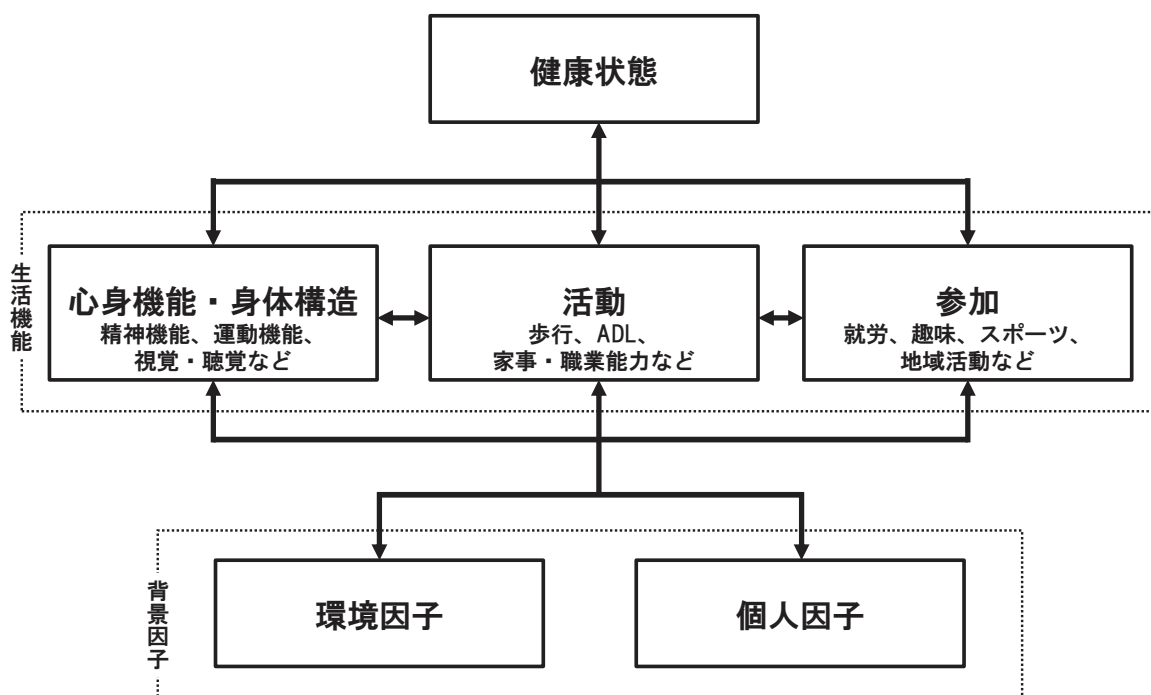 健康状態
生活機能
心身機能・身体構造
精神機能、運動機能、
視覚・聴覚など
活動
歩行、ADL、
家事・職業能力など
参加
就労、趣味、スポーツ、
地域活動など
背景因子
環境因子
個人因子